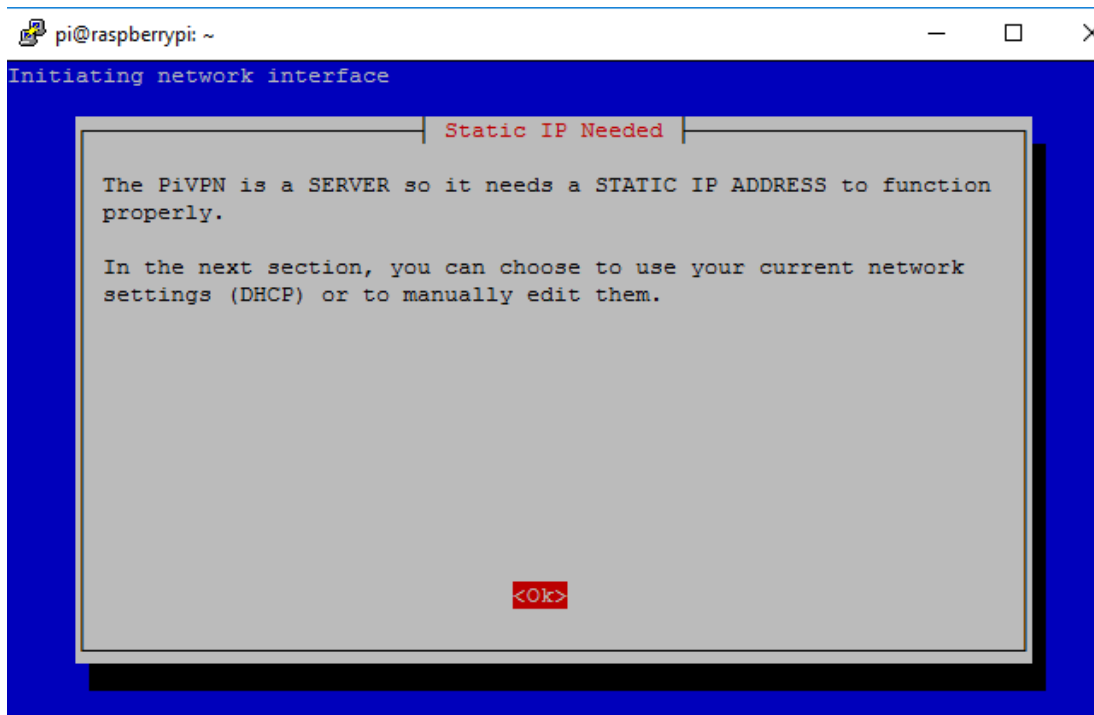 pi@raspberrypi: ~
Initiating network interface
Static IP Needed
The PiVPN is a SERVER so it needs a STATIC IP ADDRESS to function
properly.
In the next section, you can choose to use your current network
settings (DHCP) or to manually edit them.
<Ok>